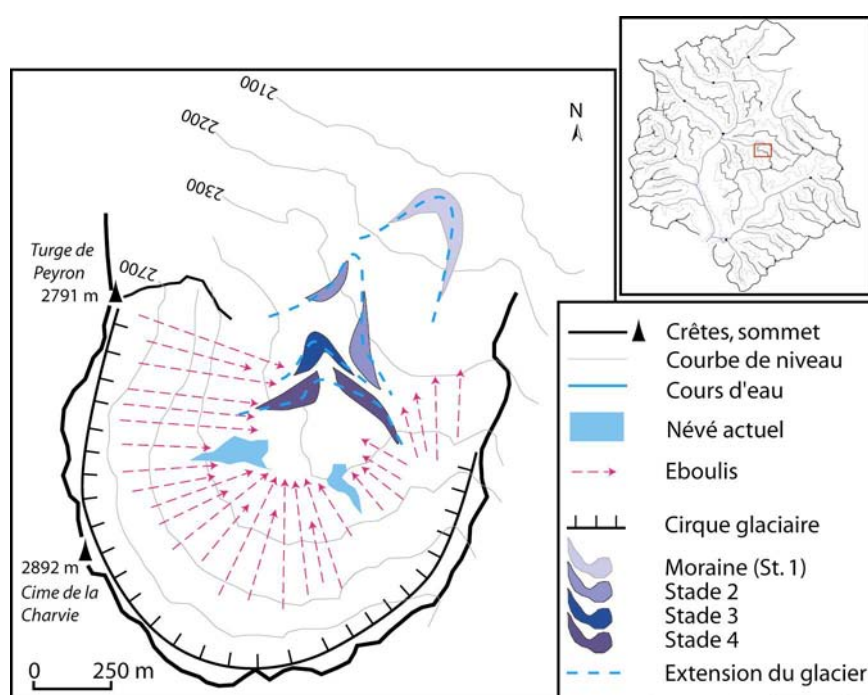 2100
2200
2300
N
Turge de
Peyron
2791 m
2700
2892 m
Cime de la
Charvie
0 250 m
Crêtes, sommet
Courbe de niveau
Cours d'eau
Névé actuel
Eboulis
Cirque glaciaire
Moraine (St. 1)
Stade 2
Stade 3
Stade 4
Extension du glacier